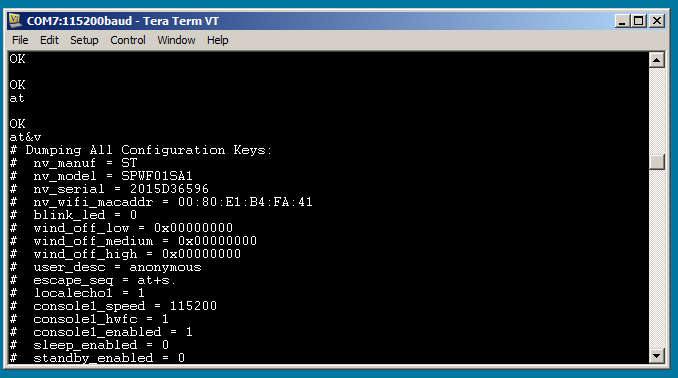 COM7:115200baud - Tera Term VT
File Edit Setup Control Window Help
OK
OK
at
OK
at&v
# Dumping All Configuration Keys:
#  nv_manuf = ST
#  nv_model = SPWF01SA1
#  nv_serial = 2015D36596
#  nv_wifi_macaddr = 00:80:E1:B4:FA:41
#  blink_led = 0
#  wind_off_low = 0x00000000
#  wind_off_medium = 0x00000000
#  wind_off_high = 0x00000000
#  user_desc = anonymous
#  escape_seq = at+s.
#  localecho1 = 1
#  console1_speed = 115200
#  console1_hwfc = 1
#  console1_enabled = 1
#  sleep_enabled = 0
#  standby_enabled = 0